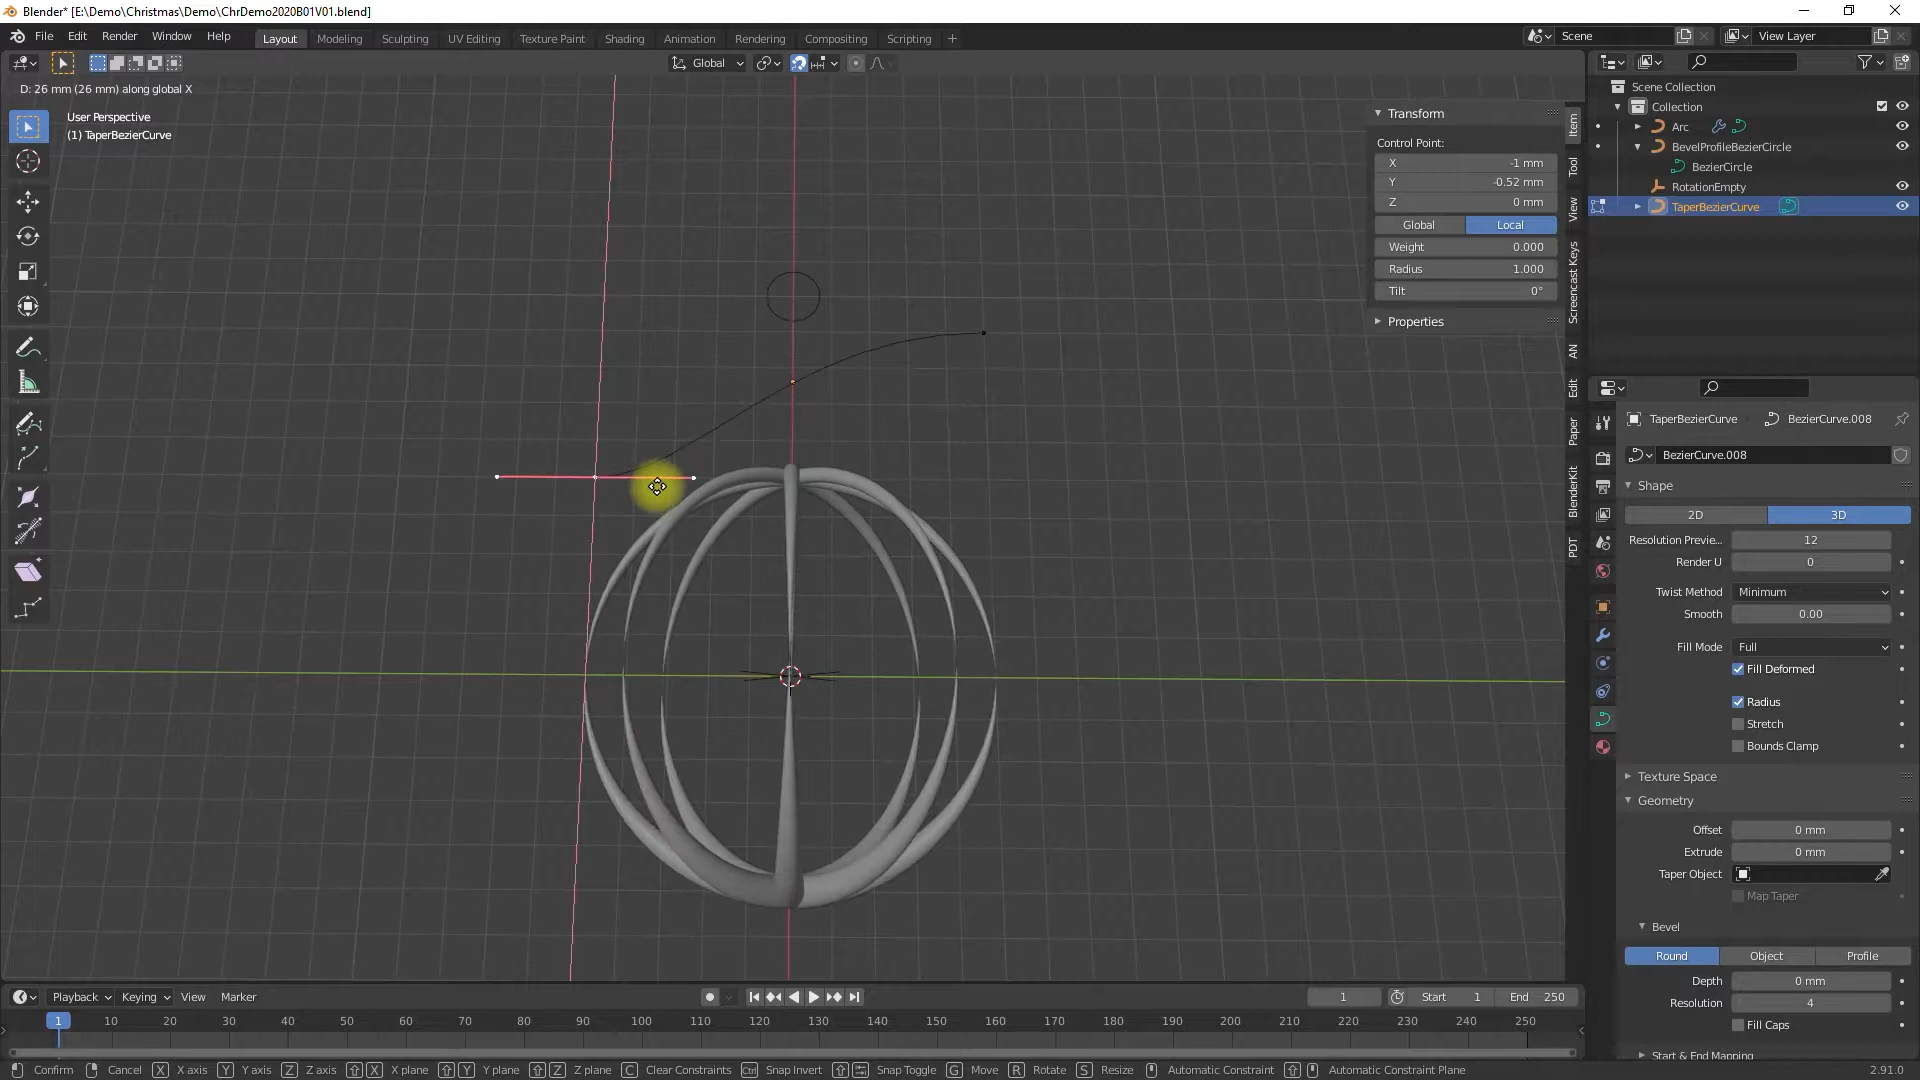 Blender* [E:\Demo\Christmas\Demo\ChrDemo2020B01V01.blend]
File Edit Render Window Help
Layout Modeling Sculpting UV Editing Texture Paint Shading Animation Rendering Compositing Scripting +
Scene
View Layer
Global
D: 26 mm (26 mm) along global X
User Perspective
(1) TaperBezierCurve
Transform
Control Point:
X -1 mm
Y -0.52 mm
Z 0 mm
Global Local
Weight 0.000
Radius 1.000
Tilt 0°
Properties
Item
Tool
View
Screencast Keys
AN
Edit
Paper
BlenderKit
PDT
Scene Collection
Collection
Arc
BevelProfileBezierCircle
BezierCircle
RotationEmpty
TaperBezierCurve
TaperBezierCurve BezierCurve.008
BezierCurve.008
Shape
2D 3D
Resolution Previe... 12
Render U 0
Twist Method Minimum
Smooth 0.00
Fill Mode Full
Fill Deformed
Radius
Stretch
Bounds Clamp
Texture Space
Geometry
Offset 0 mm
Extrude 0 mm
Taper Object
Map Taper
Bevel
Round Object Profile
Depth 0 mm
Resolution 4
Fill Caps
Start & End Mapping
Playback Keying View Marker
1 Start 1 End 250
1 10 20 30 40 50 60 70 80 90 100 110 120 130 140 150 160 170 180 190 200 210 220 230 240 250
Confirm Cancel X X axis Y Y axis Z Z axis X X plane Y Y plane Z Z plane C Clear Constraints Ctrl Snap Invert Snap Toggle G Move R Rotate S Resize Automatic Constraint Automatic Constraint Plane 2.91.0